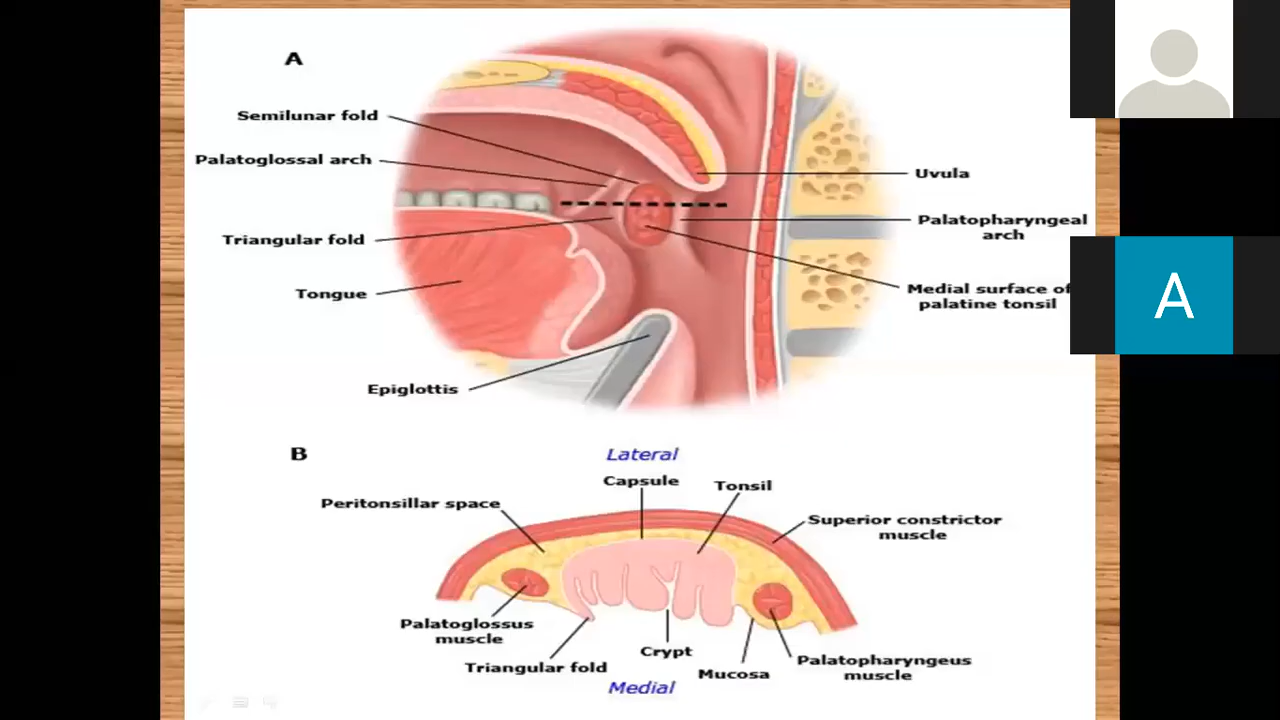 A
Semilunar fold
Palatoglossal arch
Triangular fold
Tongue
Epiglottis
Uvula
Palatopharyngeal
arch
Medial surface of
palatine tonsil
A
B
Lateral
Capsule
Tonsil
Peritonsillar space
Superior constrictor
muscle
Palatoglossus
muscle
Triangular fold
Crypt
Mucosa
Palatopharyngeus
muscle
Medial